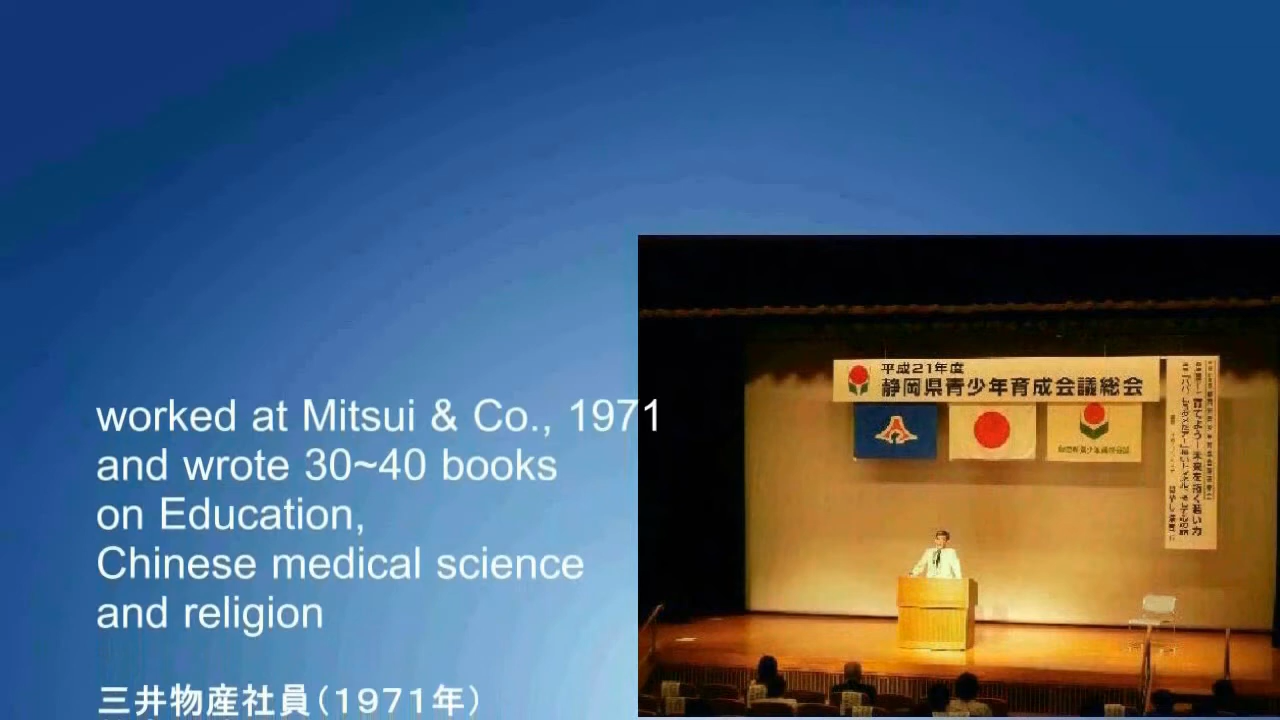 worked at Mitsui & Co., 1971
and wrote 30~40 books
on Education,
Chinese medical science
and religion
三井物産社員(1971年)
平成21年度
静岡県青少年育成会議総会